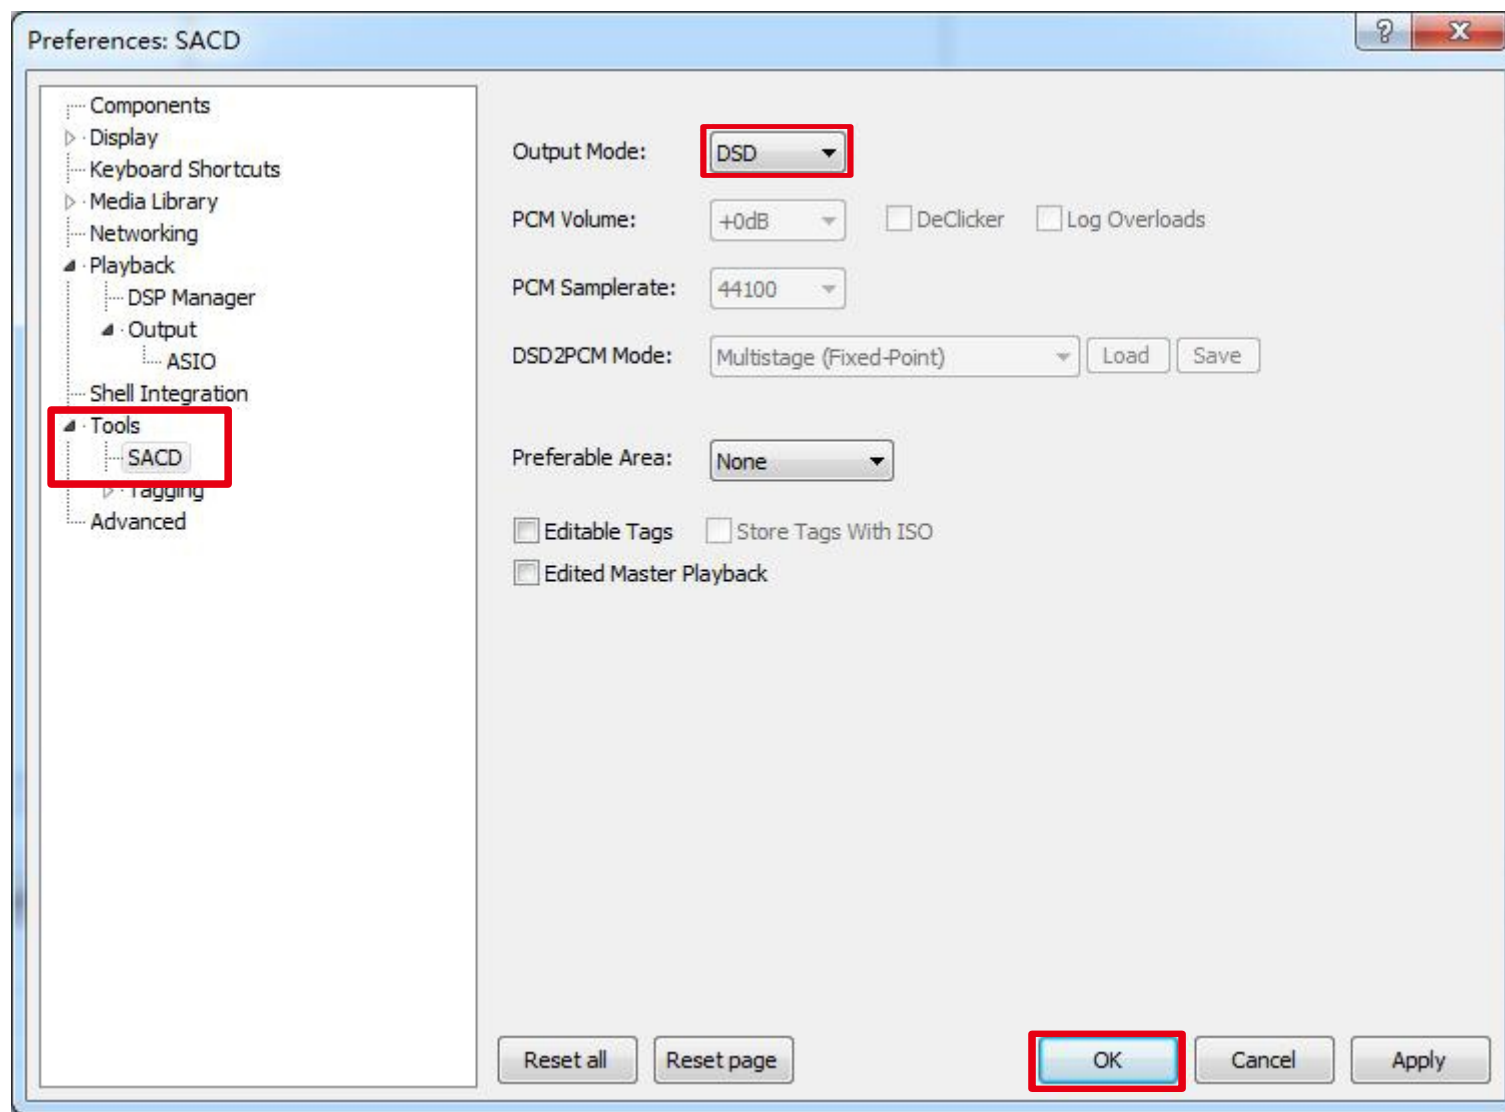 Preferences: SACD
?
Components
Display
Keyboard Shortcuts
Media Library
Networking
Playback
DSP Manager
Output
ASIO
Shell Integration
Tools
SACD
Tagging
Advanced
Output Mode: DSD
PCM Volume: +0dB DeClicker Log Overloads
PCM Samplerate: 44100
DSD2PCM Mode: Multistage (Fixed-Point) Load Save
Preferable Area: None
Editable Tags Store Tags With ISO
Edited Master Playback
Reset all Reset page OK Cancel Apply